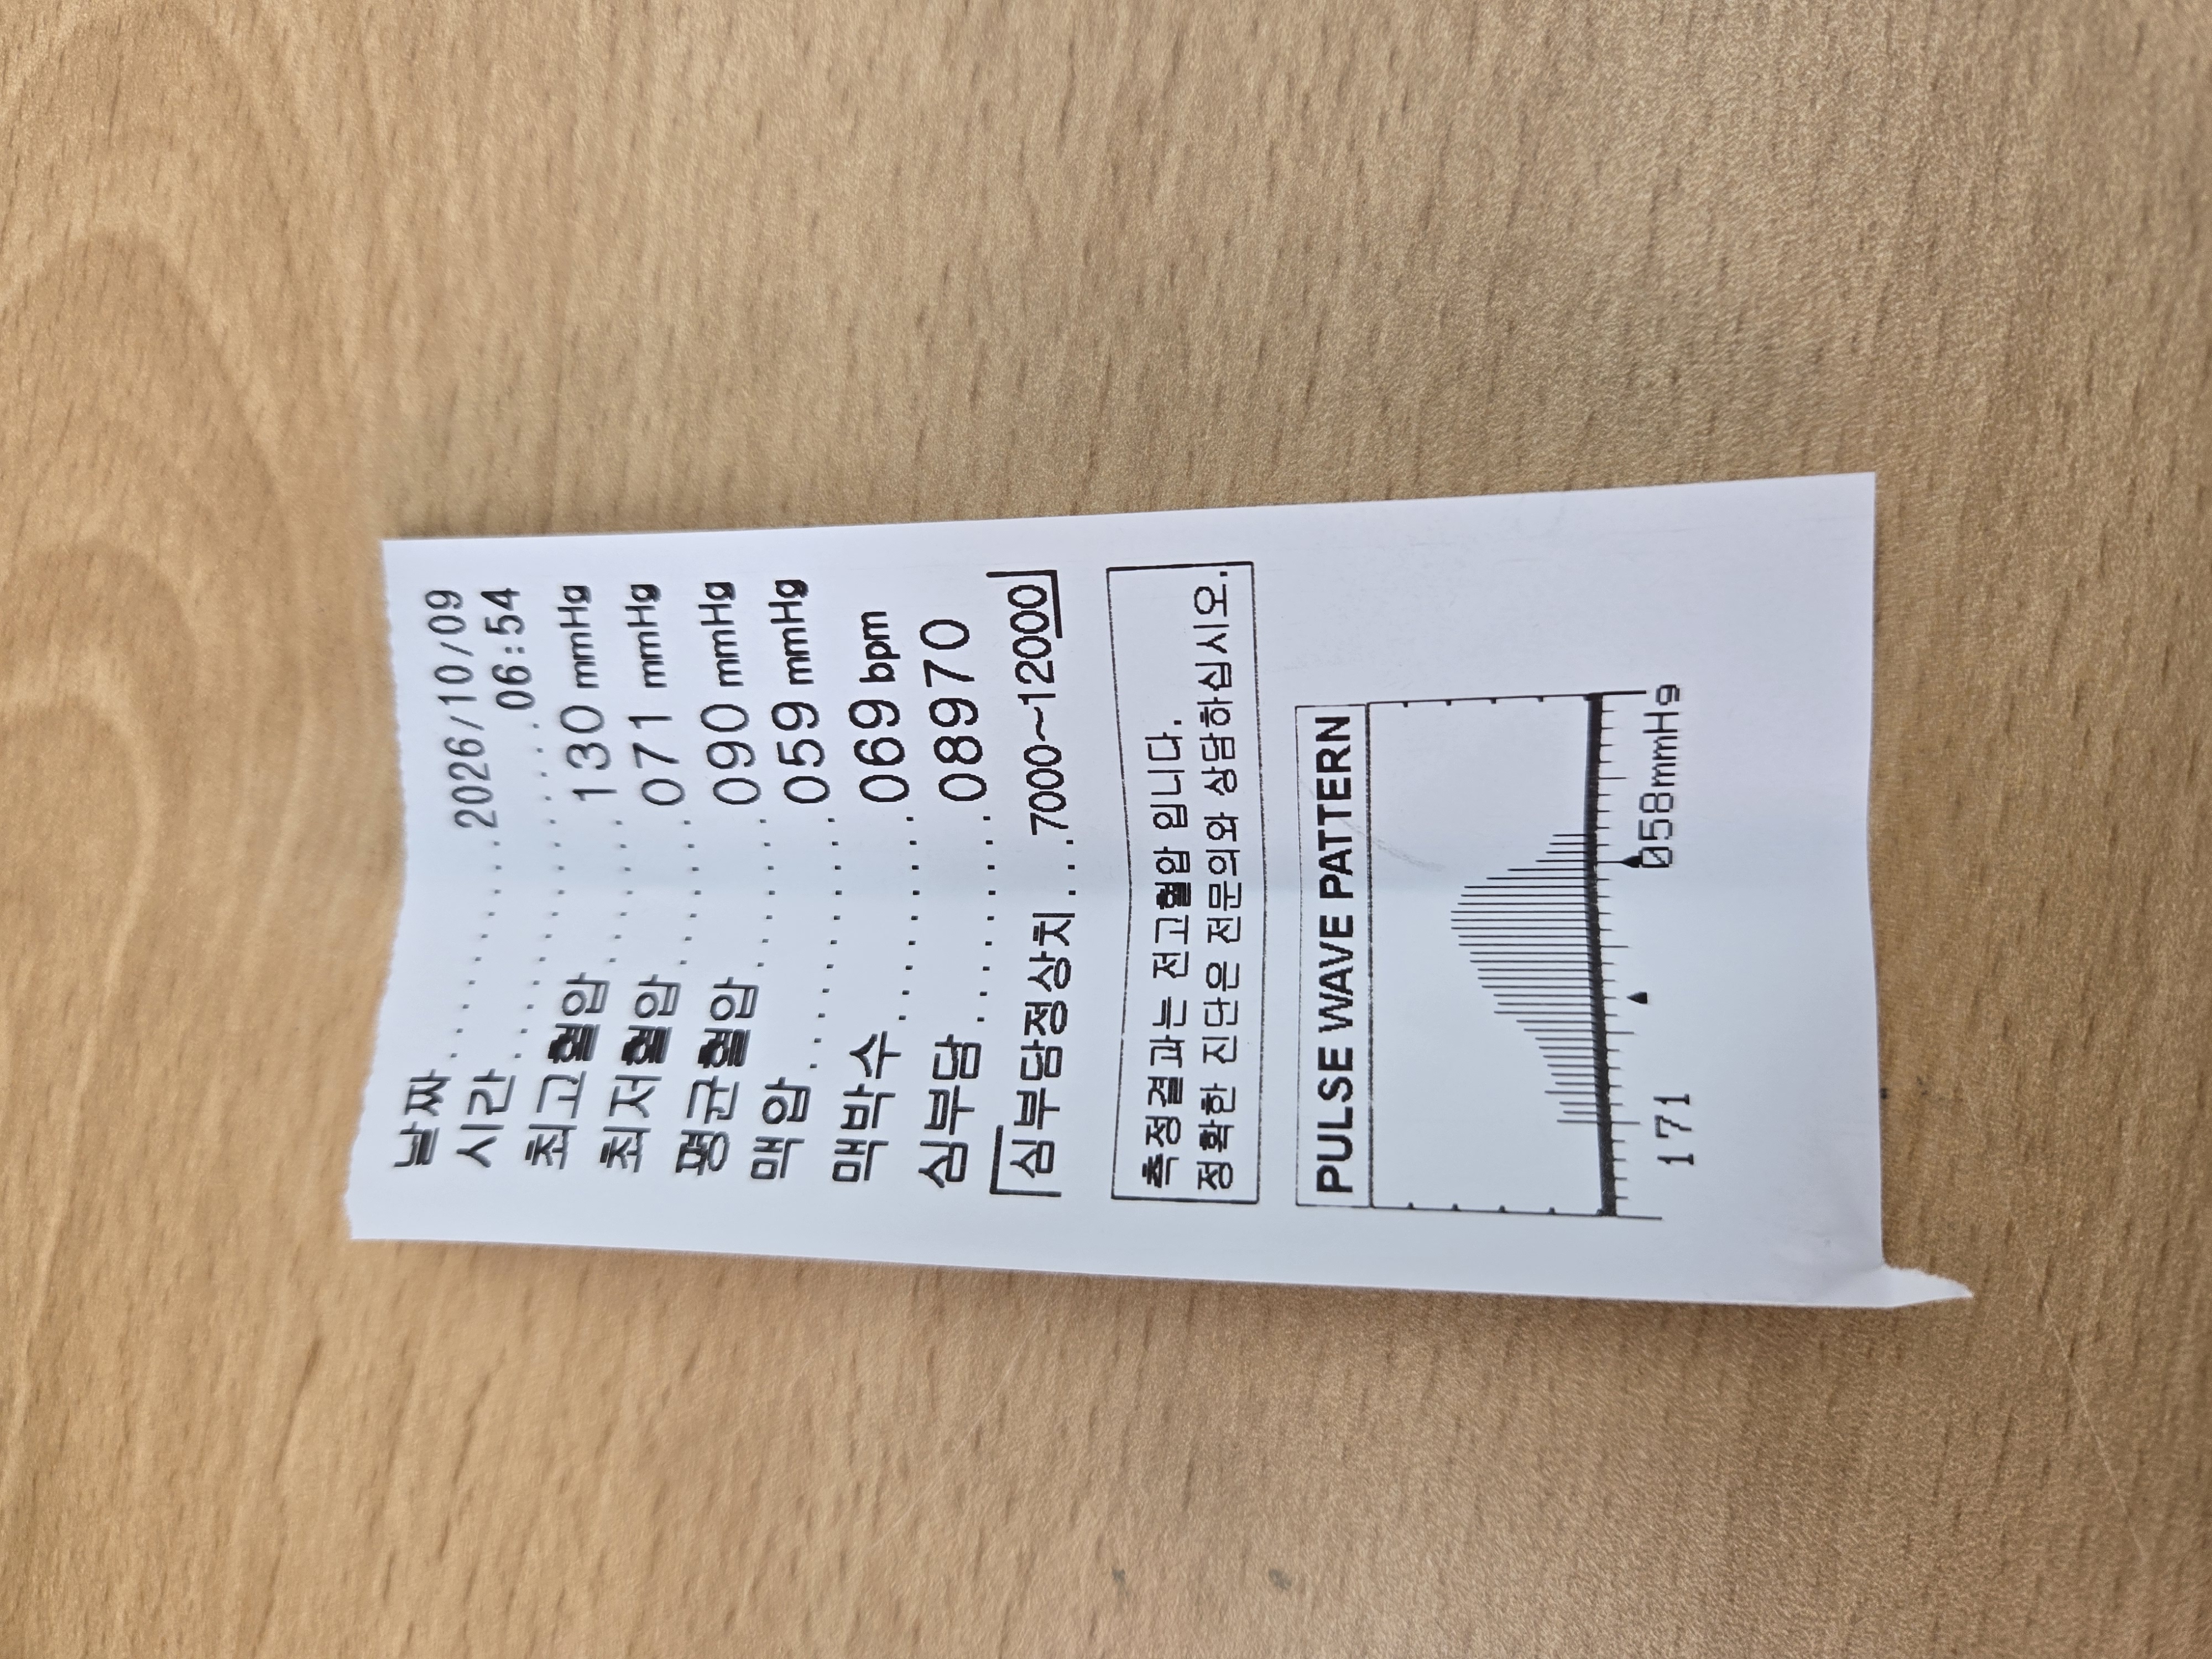 날짜..............2026/10/09
시간..................06:54
최고혈압..........130 mmHg
최저혈압..........071 mmHg
평균혈압..........090 mmHg
맥압..............059 mmHg
맥박수............069 bpm
심부담............08970
심부담정상치...7000~12000
측정결과는 전고혈압 입니다.
정확한 진단은 전문의와 상담하십시오.
PULSE WAVE PATTERN
171 058mmHg